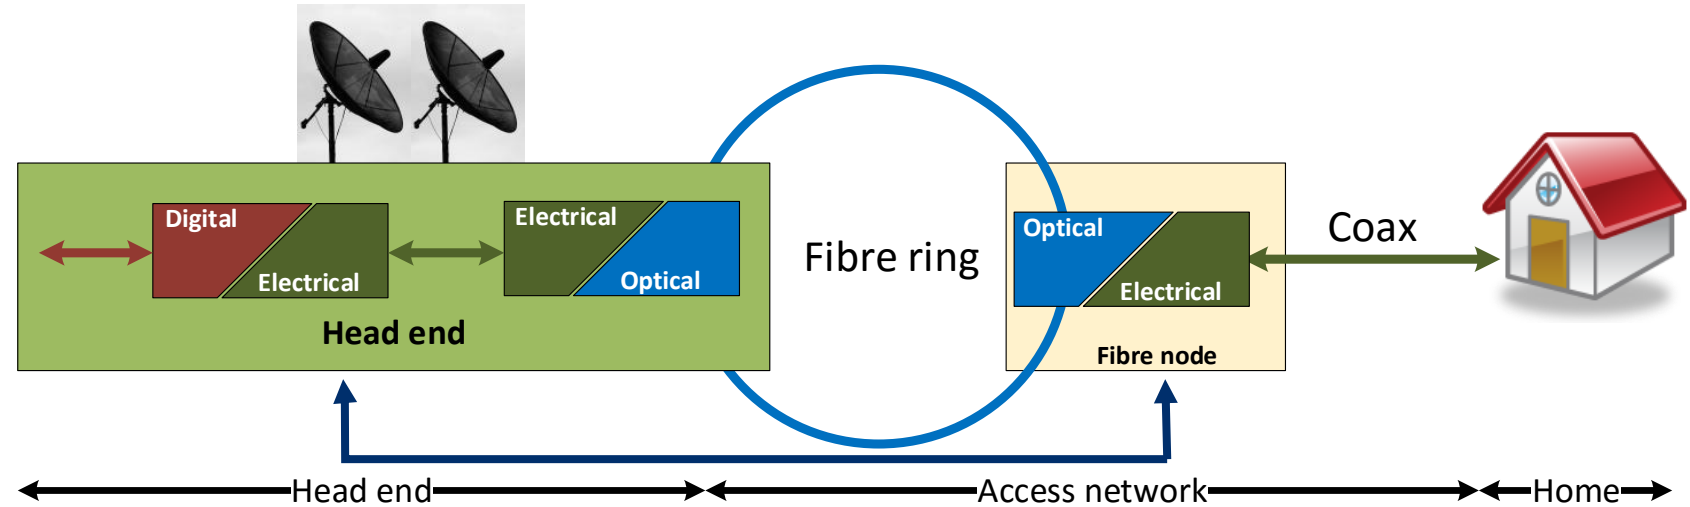 Digital
Electrical
Electrical
Optical
Head end
Fibre ring
Optical
Electrical
Fibre node
Coax
Head end
Access network
Home